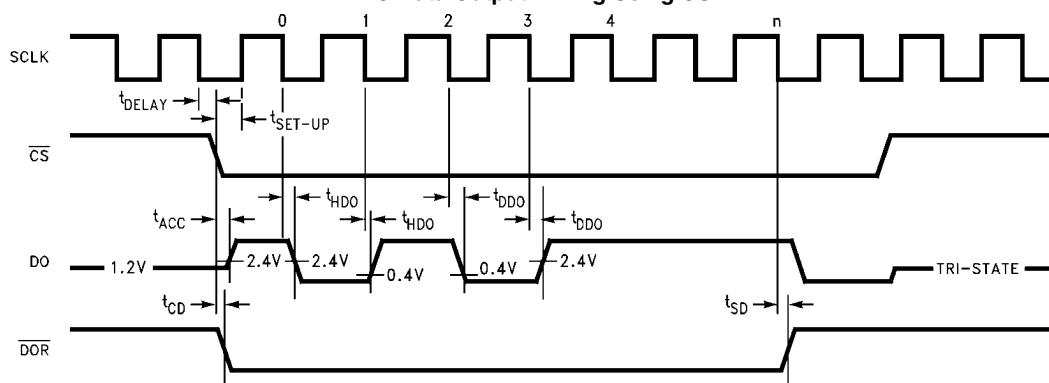 0 1 2 3 4 n
SCLK
tDELAY
tSET-UP
CS
tHDO
tHDO
tDDO
tDDO
tACC
DO
1.2V
2.4V
2.4V
0.4V
0.4V
2.4V
TRI-STATE
tCD
tSD
DOR